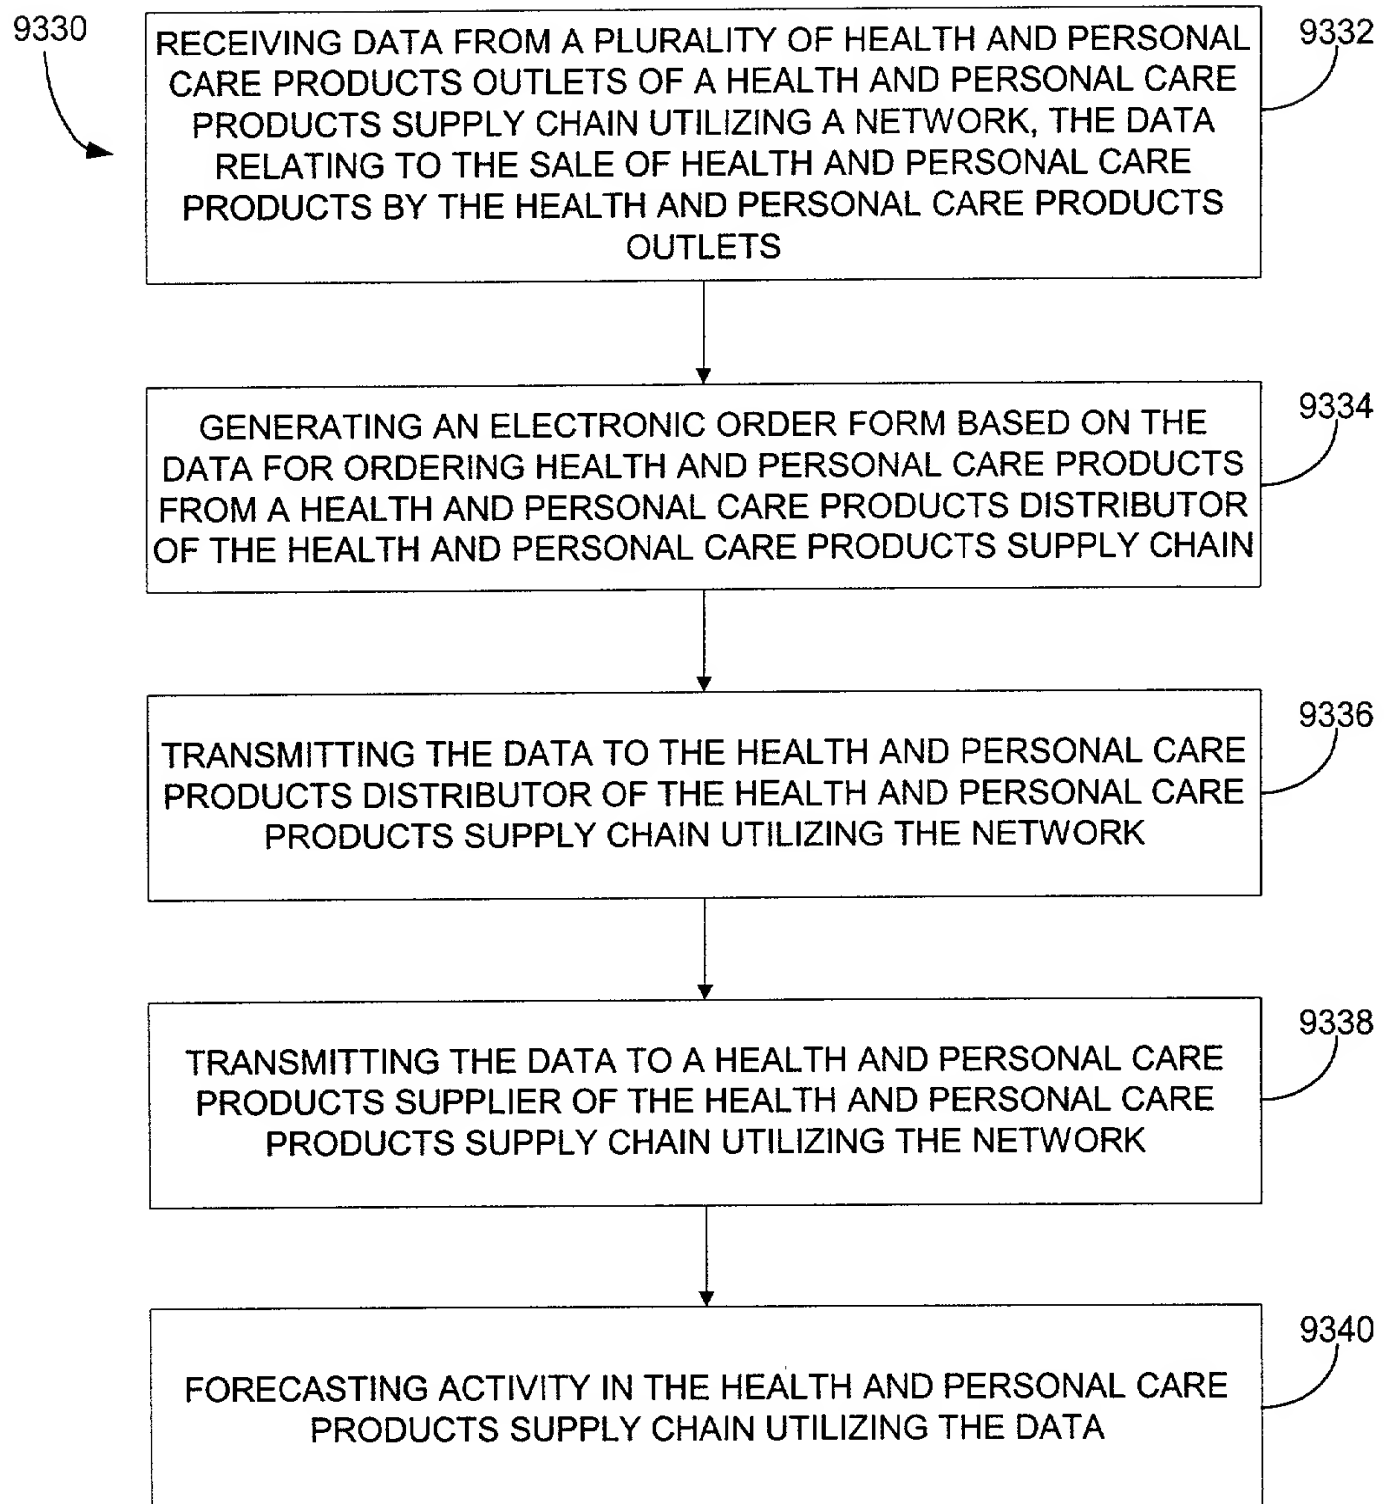 9330
RECEIVING DATA FROM A PLURALITY OF HEALTH AND PERSONAL
CARE PRODUCTS OUTLETS OF A HEALTH AND PERSONAL CARE
PRODUCTS SUPPLY CHAIN UTILIZING A NETWORK, THE DATA
RELATING TO THE SALE OF HEALTH AND PERSONAL CARE
PRODUCTS BY THE HEALTH AND PERSONAL CARE PRODUCTS
OUTLETS
9332
GENERATING AN ELECTRONIC ORDER FORM BASED ON THE
DATA FOR ORDERING HEALTH AND PERSONAL CARE PRODUCTS
FROM A HEALTH AND PERSONAL CARE PRODUCTS DISTRIBUTOR
OF THE HEALTH AND PERSONAL CARE PRODUCTS SUPPLY CHAIN
9334
TRANSMITTING THE DATA TO THE HEALTH AND PERSONAL CARE
PRODUCTS DISTRIBUTOR OF THE HEALTH AND PERSONAL CARE
PRODUCTS SUPPLY CHAIN UTILIZING THE NETWORK
9336
TRANSMITTING THE DATA TO A HEALTH AND PERSONAL CARE
PRODUCTS SUPPLIER OF THE HEALTH AND PERSONAL CARE
PRODUCTS SUPPLY CHAIN UTILIZING THE NETWORK
9338
FORECASTING ACTIVITY IN THE HEALTH AND PERSONAL CARE
PRODUCTS SUPPLY CHAIN UTILIZING THE DATA
9340